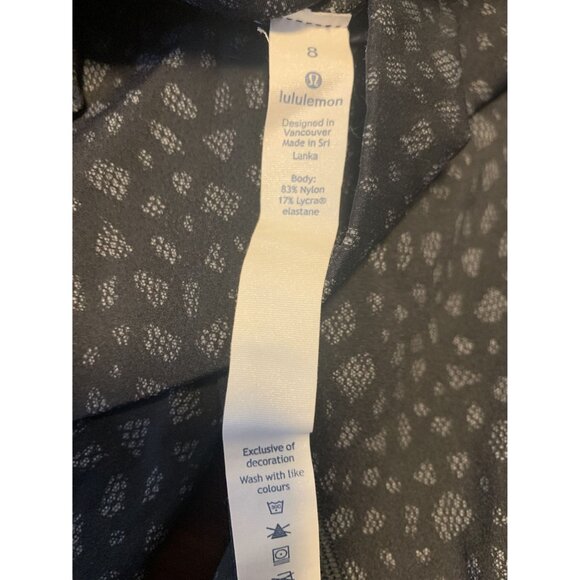 8
lululemon
Designed in
Vancouver
Made in Sri
Lanka
Body:
83% Nylon
17% Lycra®
elastane
Exclusive of
decoration
Wash with like
colours